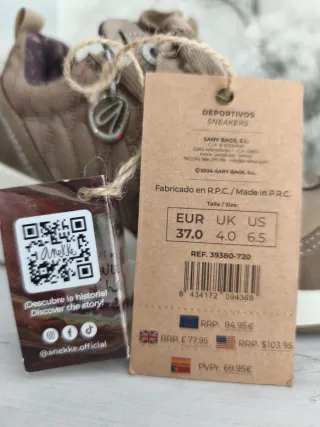 DEPORTIVOS
SNEAKERS
SANY BAGS, S.L.
©2024-SANY BAGS, S.L.
Fabricado en R.P.C. / Made in P.R.C.
Talla / Size:
EUR UK US
37.0 4.0 6.5
REF. 39380-720
8 434172 094369
RRP. 84.95€
RRP. £ 77.95 RRP. $103.95
PVPr. 69.95€
anekke
¡Descubre la historia!
Discover the story!
@anekke.official